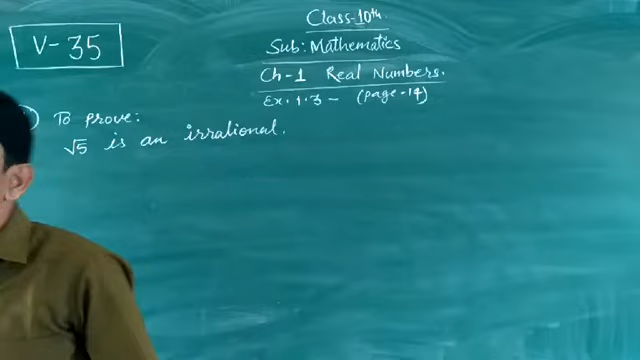 V-35
Class-10th.
Sub: Mathematics
Ch-1 Real Numbers.
Ex. 1.3 - (page-14)
To prove:
√5 is an irrational.